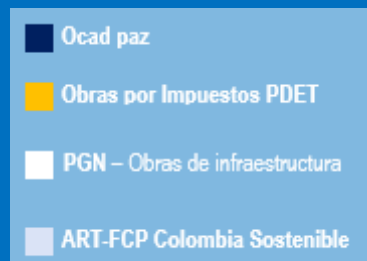 Ocad paz
Obras por Impuestos PDET
PGN – Obras de infraestructura
ART-FCP Colombia Sostenible